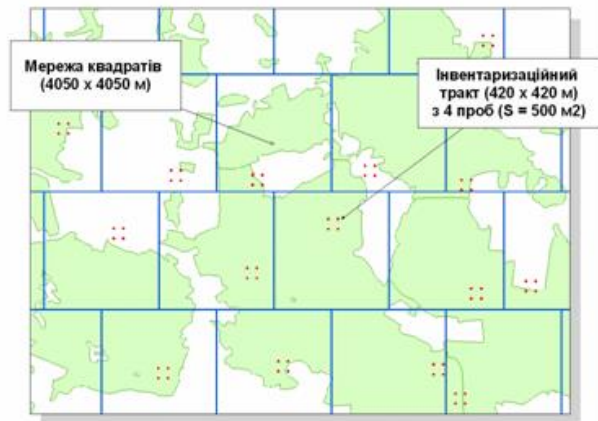 Мережа квадратів
(4050 x 4050 м)
Інвентаризаційний
тракт (420 x 420 м)
з 4 проб (S = 500 м2)